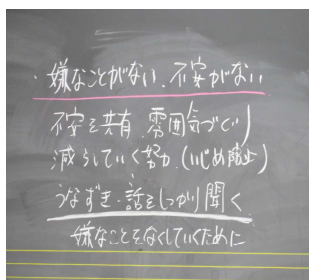 ・嫌なことがない、不安がない
不安を共有、雰囲気づくり
減らしていく努力、(いじめ防止)
うなずき・話をしっかり聞く
嫌なことをなくしていくために